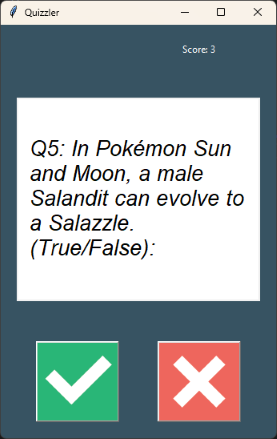 Quizzler
Score: 3
Q5: In Pokémon Sun
and Moon, a male
Salandit can evolve to
a Salazzle.
(True/False):